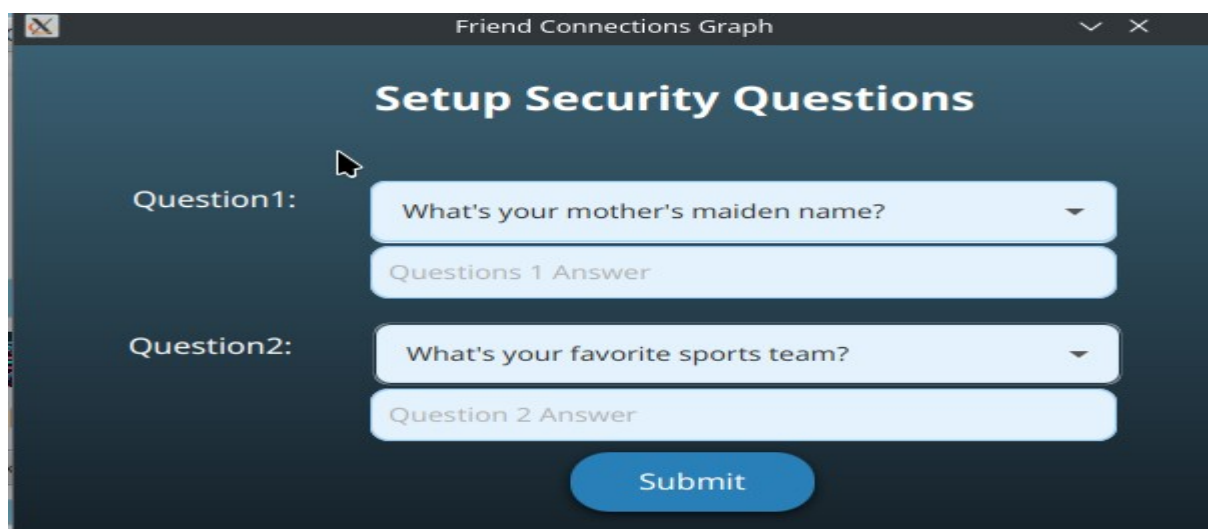 Friend Connections Graph
Setup Security Questions
Question1:
What's your mother's maiden name?
Questions 1 Answer
Question2:
What's your favorite sports team?
Question 2 Answer
Submit